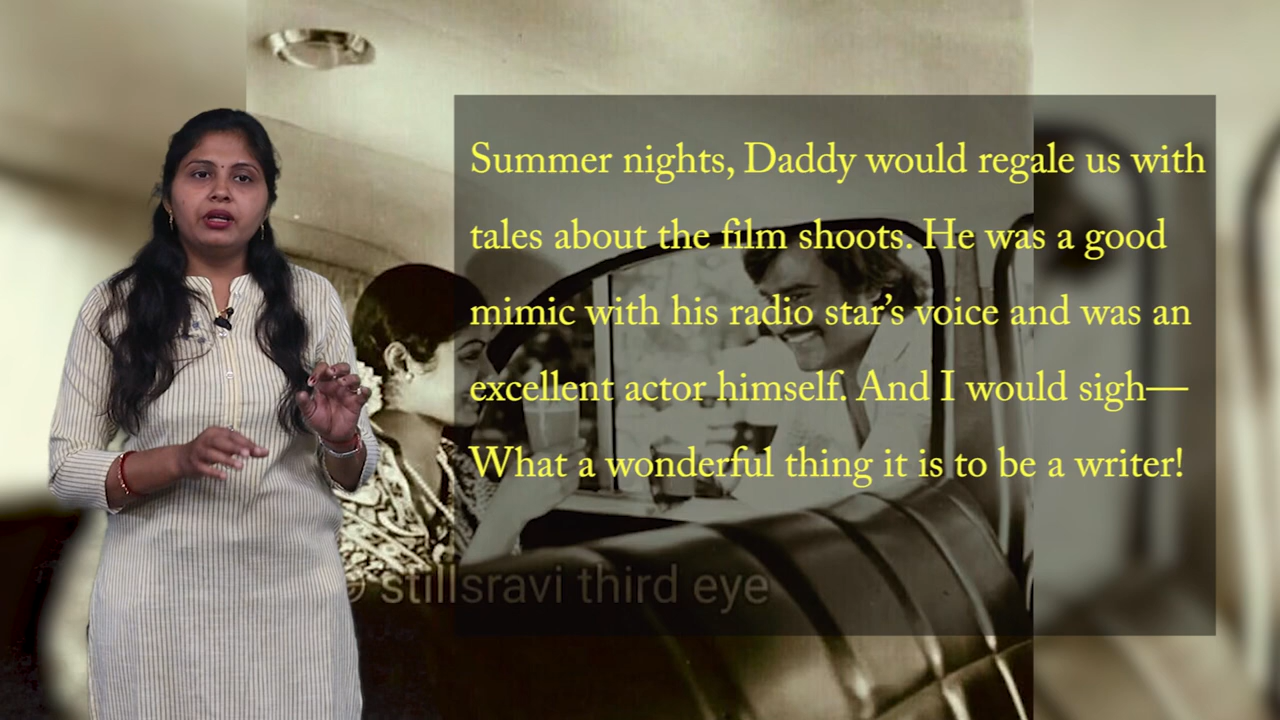 Summer nights, Daddy would regale us with
tales about the film shoots. He was a good
mimic with his radio star's voice and was an
excellent actor himself. And I would sigh—
What a wonderful thing it is to be a writer!
stillsravi third eye